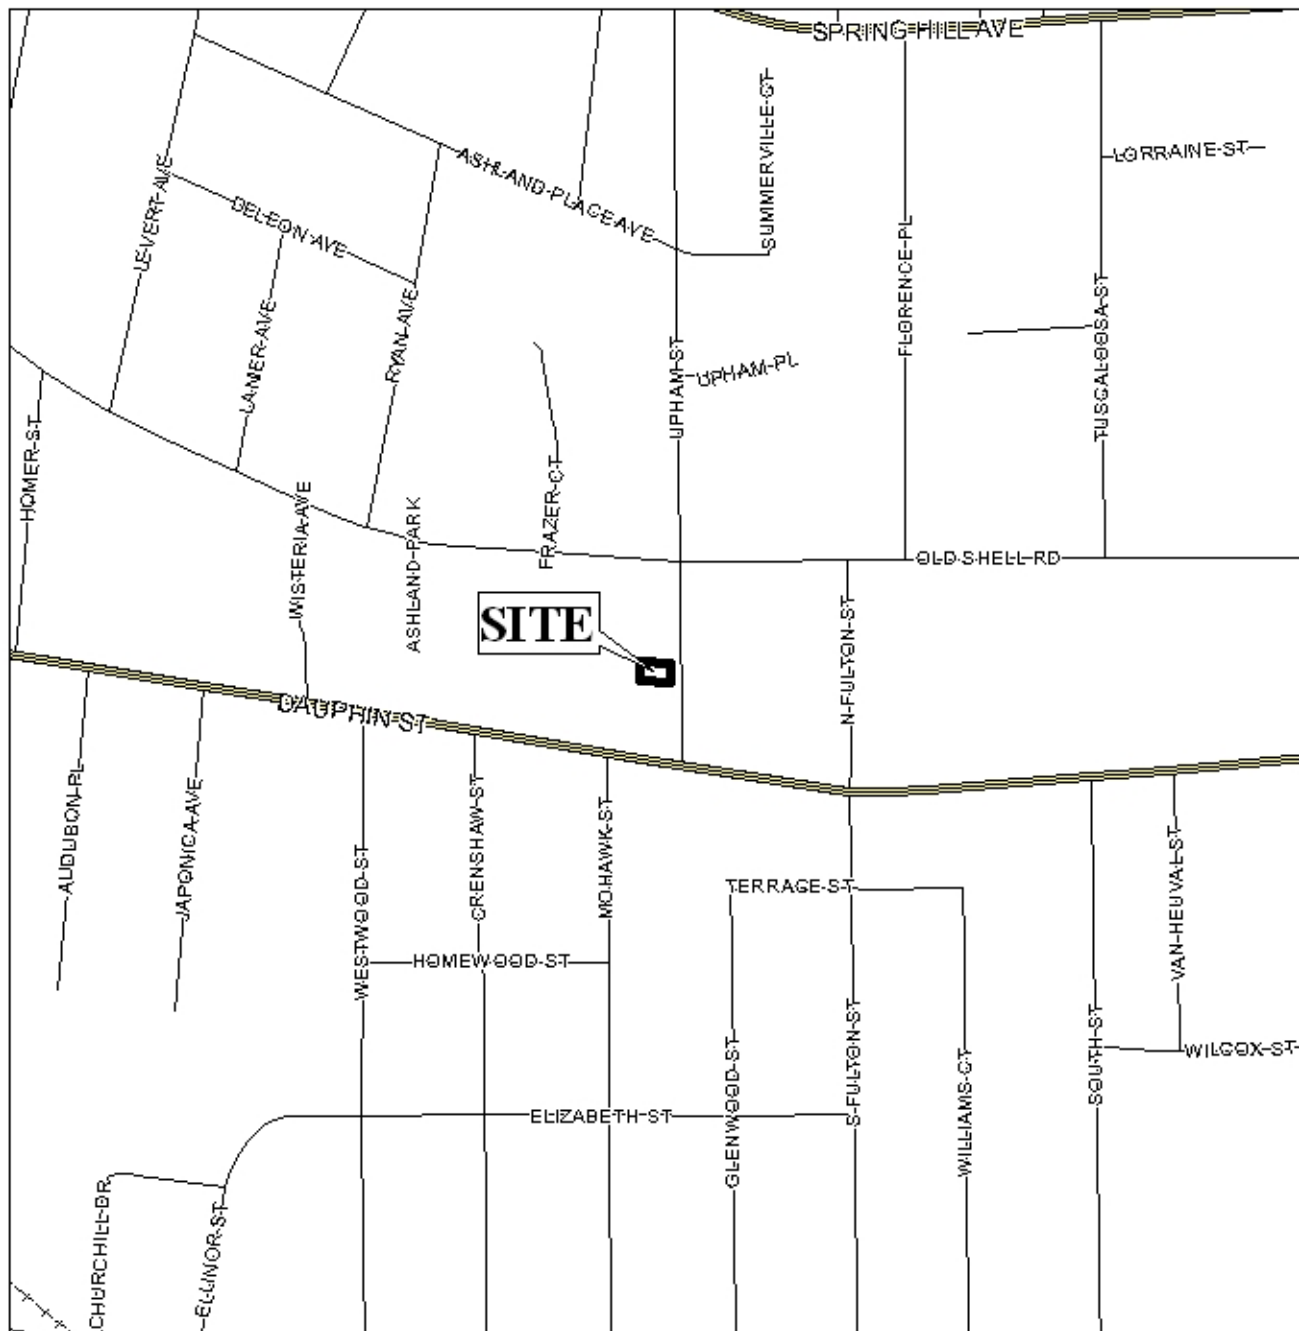 SPRING HILL AVE
SUMMERVILLE CT
ASHLAND PLACE AVE
LORRAINE ST
LEVERT AVE
DELEON AVE
FLORENCE PL
TUSCALOOSA ST
LANIER AVE
RYAN AVE
UPHAM ST
UPHAM PL
HOMER ST
WISTERIA AVE
ASHLAND PARK
FRAZER CT
OLD SHELL RD
SITE
N FULTON ST
DAUPHIN ST
AUDUBON PL
JAPONICA AVE
WESTWOOD ST
CRENSHAW ST
MOHAWK ST
TERRACE ST
VAN HEUVAL ST
HOMEWOOD ST
GLENWOOD ST
S FULTON ST
WILLIAMS CT
SOUTH ST
WILCOX ST
ELIZABETH ST
CHURCHILL DR
ELLINOR ST